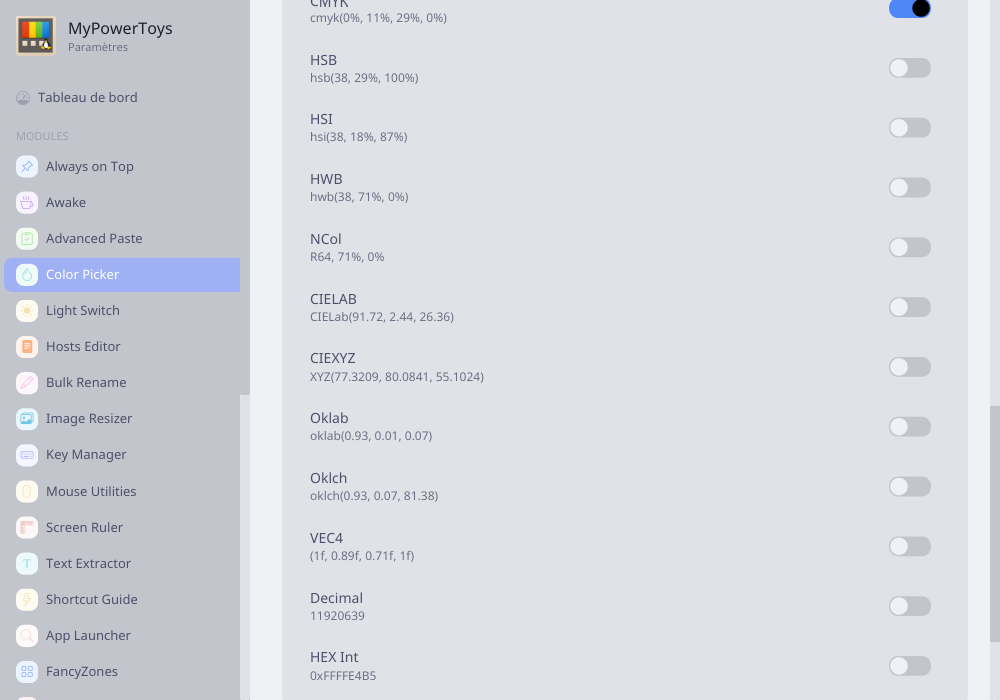 MyPowerToys
Paramètres
Tableau de bord
MODULES
Always on Top
Awake
Advanced Paste
Color Picker
Light Switch
Hosts Editor
Bulk Rename
Image Resizer
Key Manager
Mouse Utilities
Screen Ruler
Text Extractor
Shortcut Guide
App Launcher
FancyZones
CMYK
cmyk(0%, 11%, 29%, 0%)
HSB
hsb(38, 29%, 100%)
HSI
hsi(38, 18%, 87%)
HWB
hwb(38, 71%, 0%)
NCol
R64, 71%, 0%
CIELAB
CIELab(91.72, 2.44, 26.36)
CIEXYZ
XYZ(77.3209, 80.0841, 55.1024)
Oklab
oklab(0.93, 0.01, 0.07)
Oklch
oklch(0.93, 0.07, 81.38)
VEC4
(1f, 0.89f, 0.71f, 1f)
Decimal
11920639
HEX Int
0xFFFFE4B5